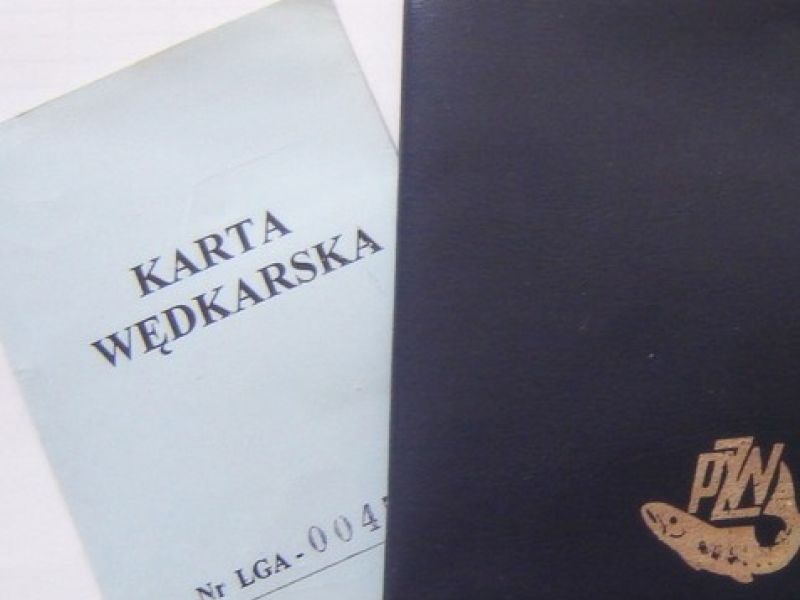 KARTA
WĘDKARSKA
Nr LGA - 004
PZW